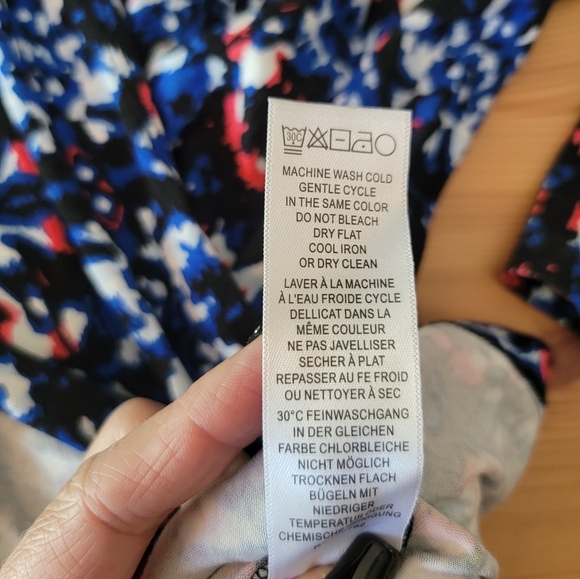 30C
MACHINE WASH COLD
GENTLE CYCLE
IN THE SAME COLOR
DO NOT BLEACH
DRY FLAT
COOL IRON
OR DRY CLEAN
LAVER À LA MACHINE
À L'EAU FROIDE CYCLE
DELLICAT DANS LA
MÊME COULEUR
NE PAS JAVELLISER
SECHER À PLAT
REPASSER AU FE FROID
OU NETTOYER À SEC
30°C FEINWASCHGANG
IN DER GLEICHEN
FARBE CHLORBLEICHE
NICHT MÖGLICH
TROCKNEN FLACH
BÜGELN MIT
NIEDRIGER
TEMPERATUR ODER
CHEMISCHE